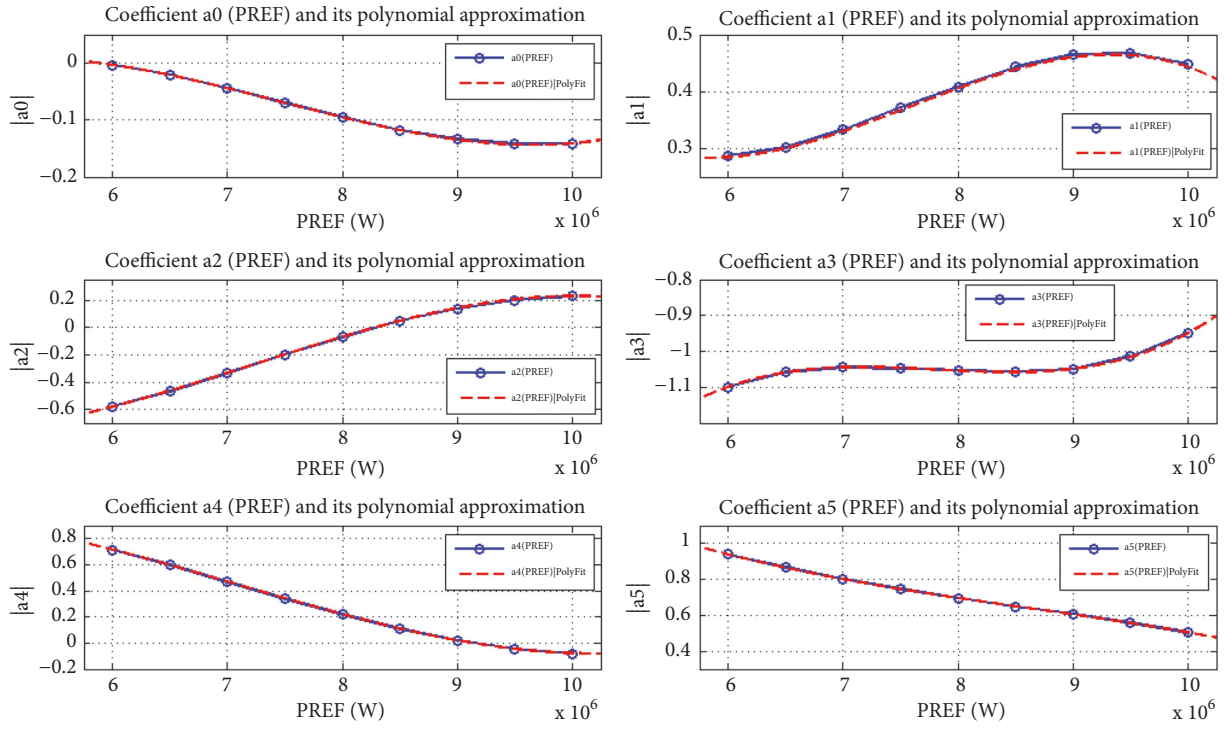 Coefficient a0 (PREF) and its polynomial approximation
|a0|
0
−0.1
−0.2
a0(PREF)
a0(PREF)|PolyFit
6 7 8 9 10
PREF (W)
x 10^6
Coefficient a1 (PREF) and its polynomial approximation
|a1|
0.5
0.4
0.3
a1(PREF)
a1(PREF)|PolyFit
6 7 8 9 10
PREF (W)
x 10^6
Coefficient a2 (PREF) and its polynomial approximation
|a2|
0.2
0
−0.2
−0.4
−0.6
a2(PREF)
a2(PREF)|PolyFit
6 7 8 9 10
PREF (W)
x 10^6
Coefficient a3 (PREF) and its polynomial approximation
|a3|
−0.8
−0.9
−1
−1.1
a3(PREF)
a3(PREF)|PolyFit
6 7 8 9 10
PREF (W)
x 10^6
Coefficient a4 (PREF) and its polynomial approximation
|a4|
0.8
0.6
0.4
0.2
0
−0.2
a4(PREF)
a4(PREF)|PolyFit
6 7 8 9 10
PREF (W)
x 10^6
Coefficient a5 (PREF) and its polynomial approximation
|a5|
1
0.8
0.6
0.4
a5(PREF)
a5(PREF)|PolyFit
6 7 8 9 10
PREF (W)
x 10^6